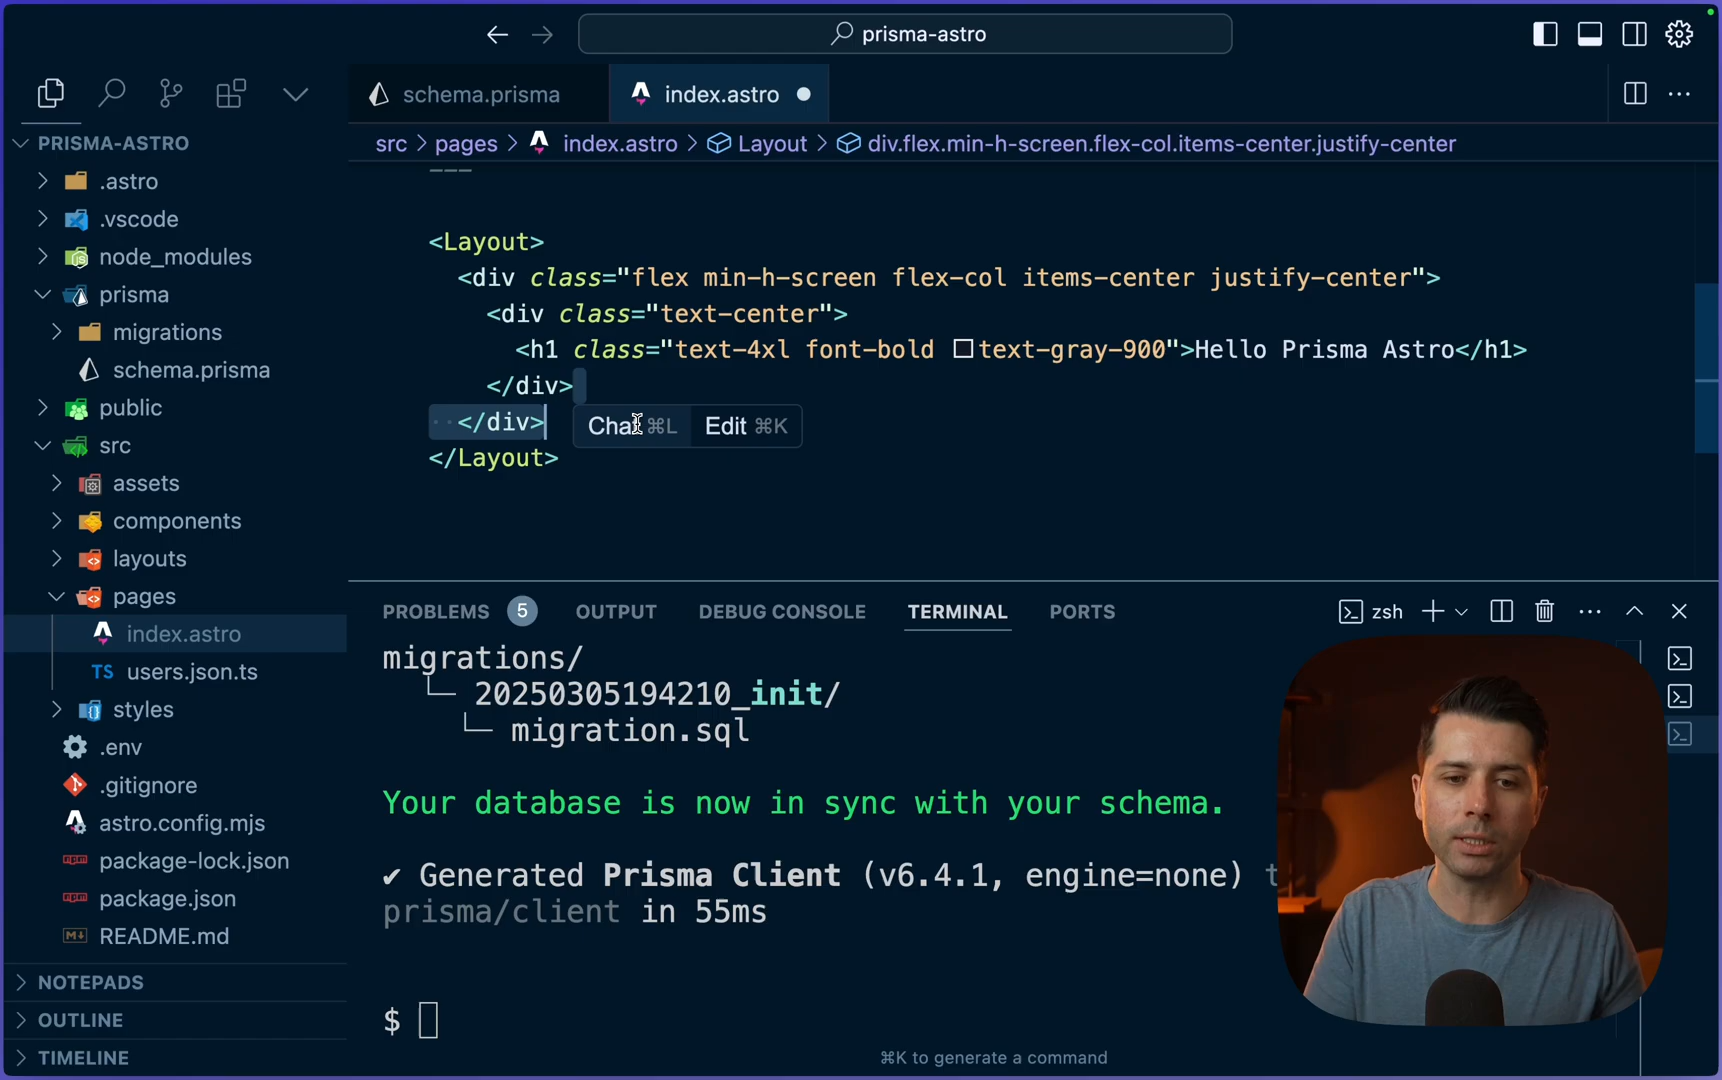 prisma-astro
schema.prisma
index.astro
src > pages > index.astro > Layout > div.flex.min-h-screen.flex-col.items-center.justify-center
PRISMA-ASTRO
.astro
.vscode
node_modules
prisma
migrations
schema.prisma
public
src
assets
components
layouts
pages
index.astro
TS users.json.ts
styles
.env
.gitignore
astro.config.mjs
package-lock.json
package.json
README.md
NOTEPADS
OUTLINE
TIMELINE
---
<Layout>
<div class="flex min-h-screen flex-col items-center justify-center">
<div class="text-center">
<h1 class="text-4xl font-bold text-gray-900">Hello Prisma Astro</h1>
</div>
</div>
Chat ⌘L Edit ⌘K
</Layout>
PROBLEMS 5 OUTPUT DEBUG CONSOLE TERMINAL PORTS zsh
migrations/
└─ 20250305194210_init/
└─ migration.sql
Your database is now in sync with your schema.
✔ Generated Prisma Client (v6.4.1, engine=none) t
prisma/client in 55ms
$
⌘K to generate a command